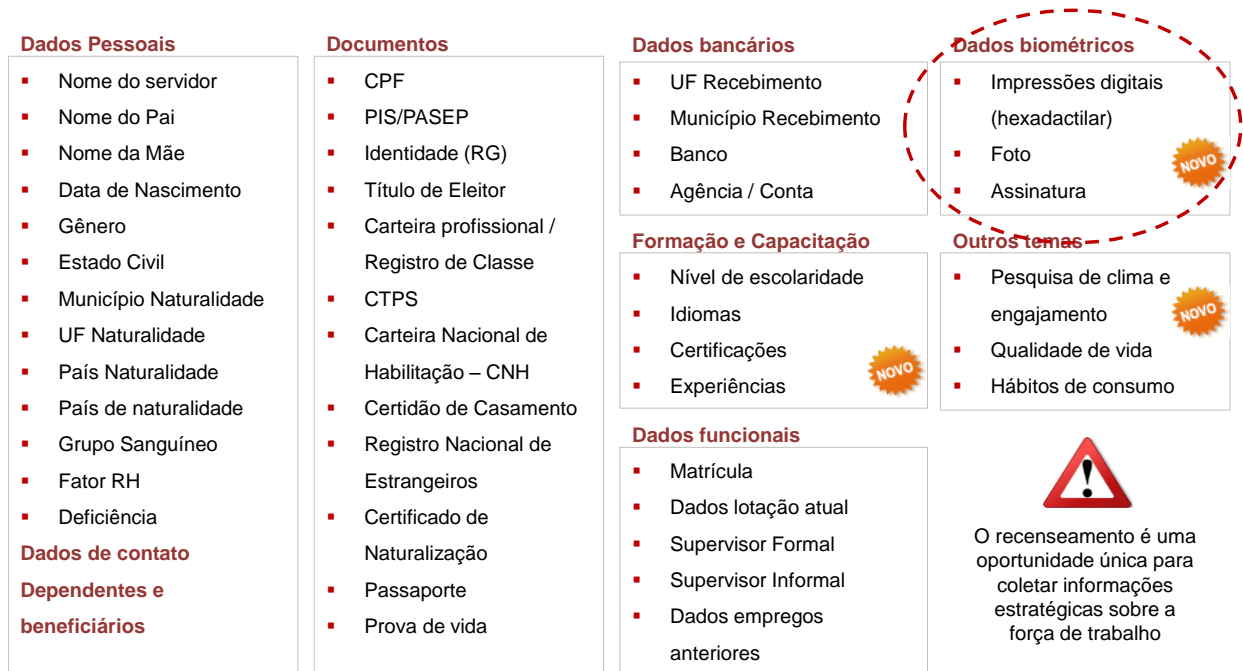 Dados Pessoais
Nome do servidor
Nome do Pai
Nome da Mãe
Data de Nascimento
Gênero
Estado Civil
Município Naturalidade
UF Naturalidade
País Naturalidade
País de naturalidade
Grupo Sanguíneo
Fator RH
Deficiência
Dados de contato
Dependentes e
beneficiários
Documentos
CPF
PIS/PASEP
Identidade (RG)
Título de Eleitor
Carteira profissional /
Registro de Classe
CTPS
Carteira Nacional de
Habilitação – CNH
Certidão de Casamento
Registro Nacional de
Estrangeiros
Certificado de
Naturalização
Passaporte
Prova de vida
Dados bancários
UF Recebimento
Município Recebimento
Banco
Agência / Conta
Formação e Capacitação
Nível de escolaridade
Idiomas
Certificações
Experiências
NOVO
Dados funcionais
Matrícula
Dados lotação atual
Supervisor Formal
Supervisor Informal
Dados empregos
anteriores
Dados biométricos
Impressões digitais
(hexadactilar)
Foto
NOVO
Assinatura
Outros temas
Pesquisa de clima e
engajamento
NOVO
Qualidade de vida
Hábitos de consumo
O recenseamento é uma
oportunidade única para
coletar informações
estratégicas sobre a
força de trabalho